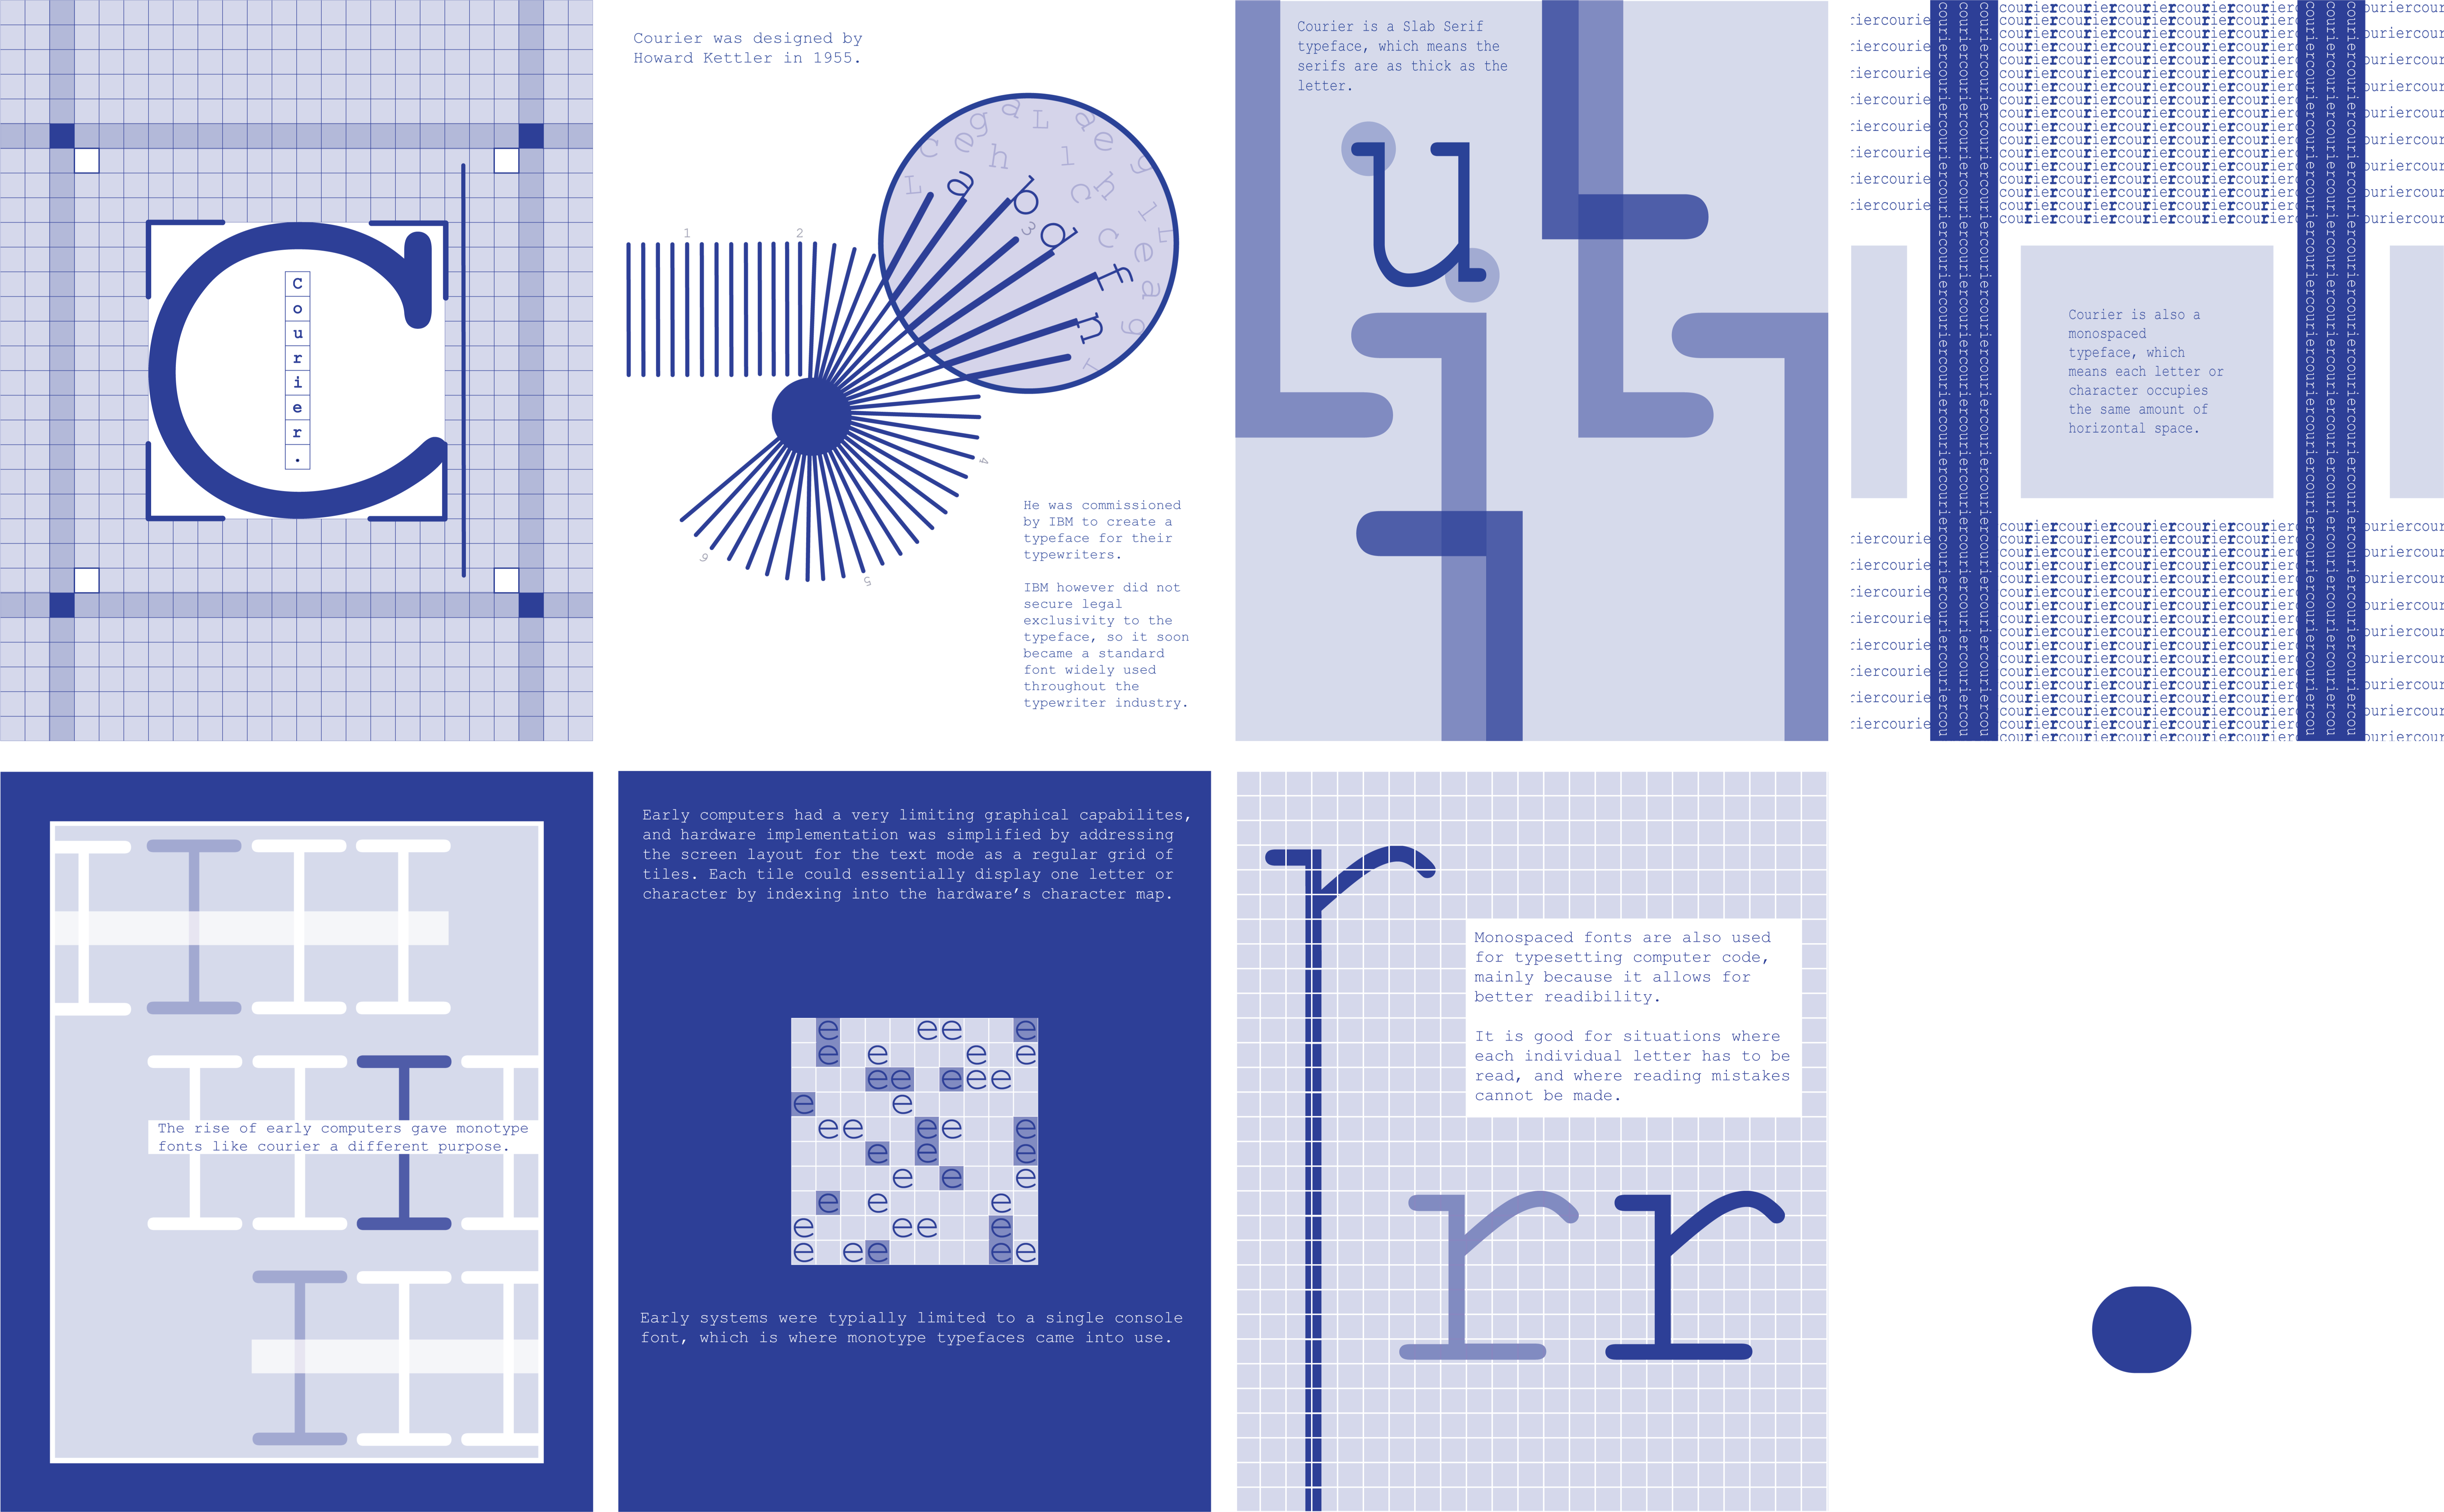 C
Courier.
Courier was designed by
Howard Kettler in 1955.
1
2
3
4
5
6
a
b
d
f
n
He was commissioned
by IBM to create a
typeface for their
typewriters.
IBM however did not
secure legal
exclusivity to the
typeface, so it soon
became a standard
font widely used
throughout the
typewriter industry.
Courier is a Slab Serif
typeface, which means the
serifs are as thick as the
letter.
u
Courier is also a
monospaced
typeface, which
means each letter or
character occupies
the same amount of
horizontal space.
The rise of early computers gave monotype
fonts like courier a different purpose.
Early computers had a very limiting graphical capabilites,
and hardware implementation was simplified by addressing
the screen layout for the text mode as a regular grid of
tiles. Each tile could essentially display one letter or
character by indexing into the hardware’s character map.
e e e e
e e e e
e e e e e
e e
e e e e e
e e e
e e e
e e e
e e e e
e e e e e
Early systems were typially limited to a single console
font, which is where monotype typefaces came into use.
r
Monospaced fonts are also used
for typesetting computer code,
mainly because it allows for
better readibility.
It is good for situations where
each individual letter has to be
read, and where reading mistakes
cannot be made.
r r